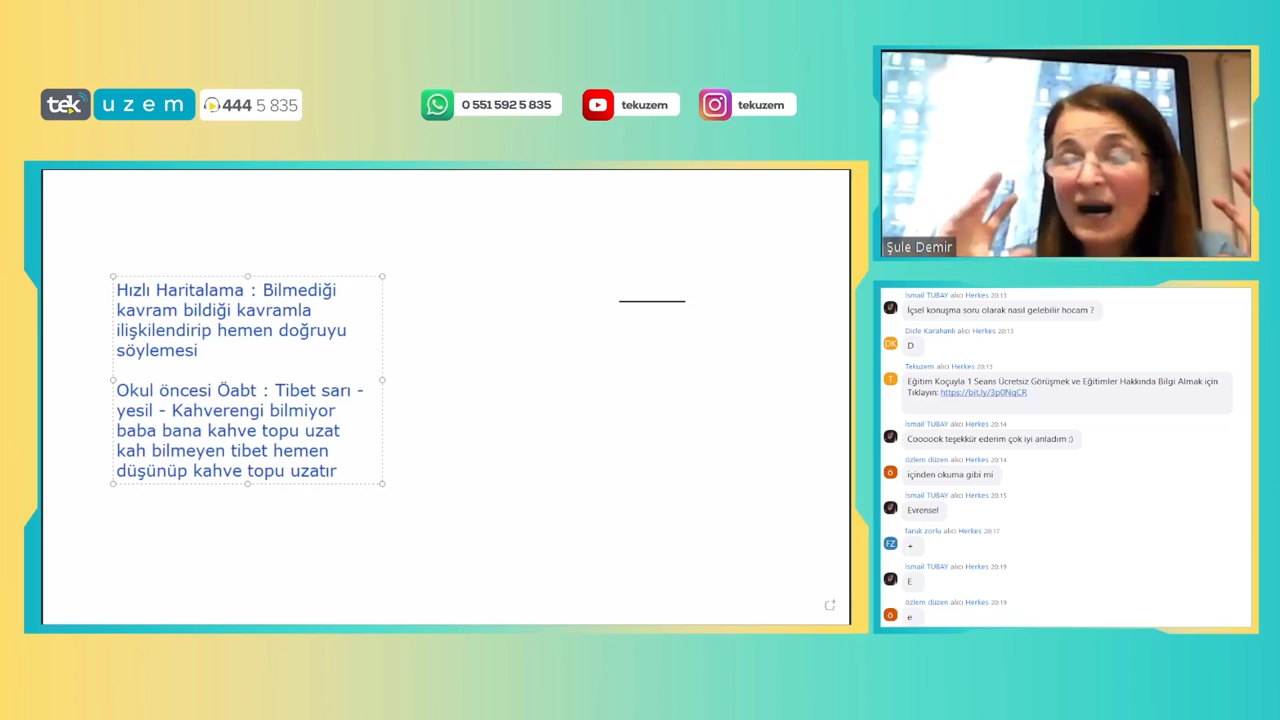 tek
uzem
444 5 835
0 551 592 5 835
tekuzem
tekuzem
Hızlı Haritalama : Bilmediği
kavram bildiği kavramla
ilişkilendirip hemen doğruyu
söylemesi
Okul öncesi Öabt : Tibet sarı -
yesil - Kahverengi bilmiyor
baba bana kahve topu uzat
kah bilmeyen tibet hemen
düşünüp kahve topu uzatır
Şule Demir
İsmail TUBAY alıcı Herkes 20:13
İçsel konuşma soru olarak nasıl gelebilir hocam ?
Dicle Karahanlı alıcı Herkes 20:13
DK
D
Tekuzem alıcı Herkes 20:13
T
Eğitim Koçuyla 1 Seans Ücretsiz Görüşmek ve Eğitimler Hakkında Bilgi Almak için
Tıklayın: https://bit.ly/3p0NqCR
İsmail TUBAY alıcı Herkes 20:14
Coooook teşekkür ederim çok iyi anladım :)
özlem düzen alıcı Herkes 20:14
ö
içinden okuma gibi mi
İsmail TUBAY alıcı Herkes 20:15
Evrensel
faruk zorlu alıcı Herkes 20:17
FZ
+
İsmail TUBAY alıcı Herkes 20:19
E
özlem düzen alıcı Herkes 20:19
ö
e